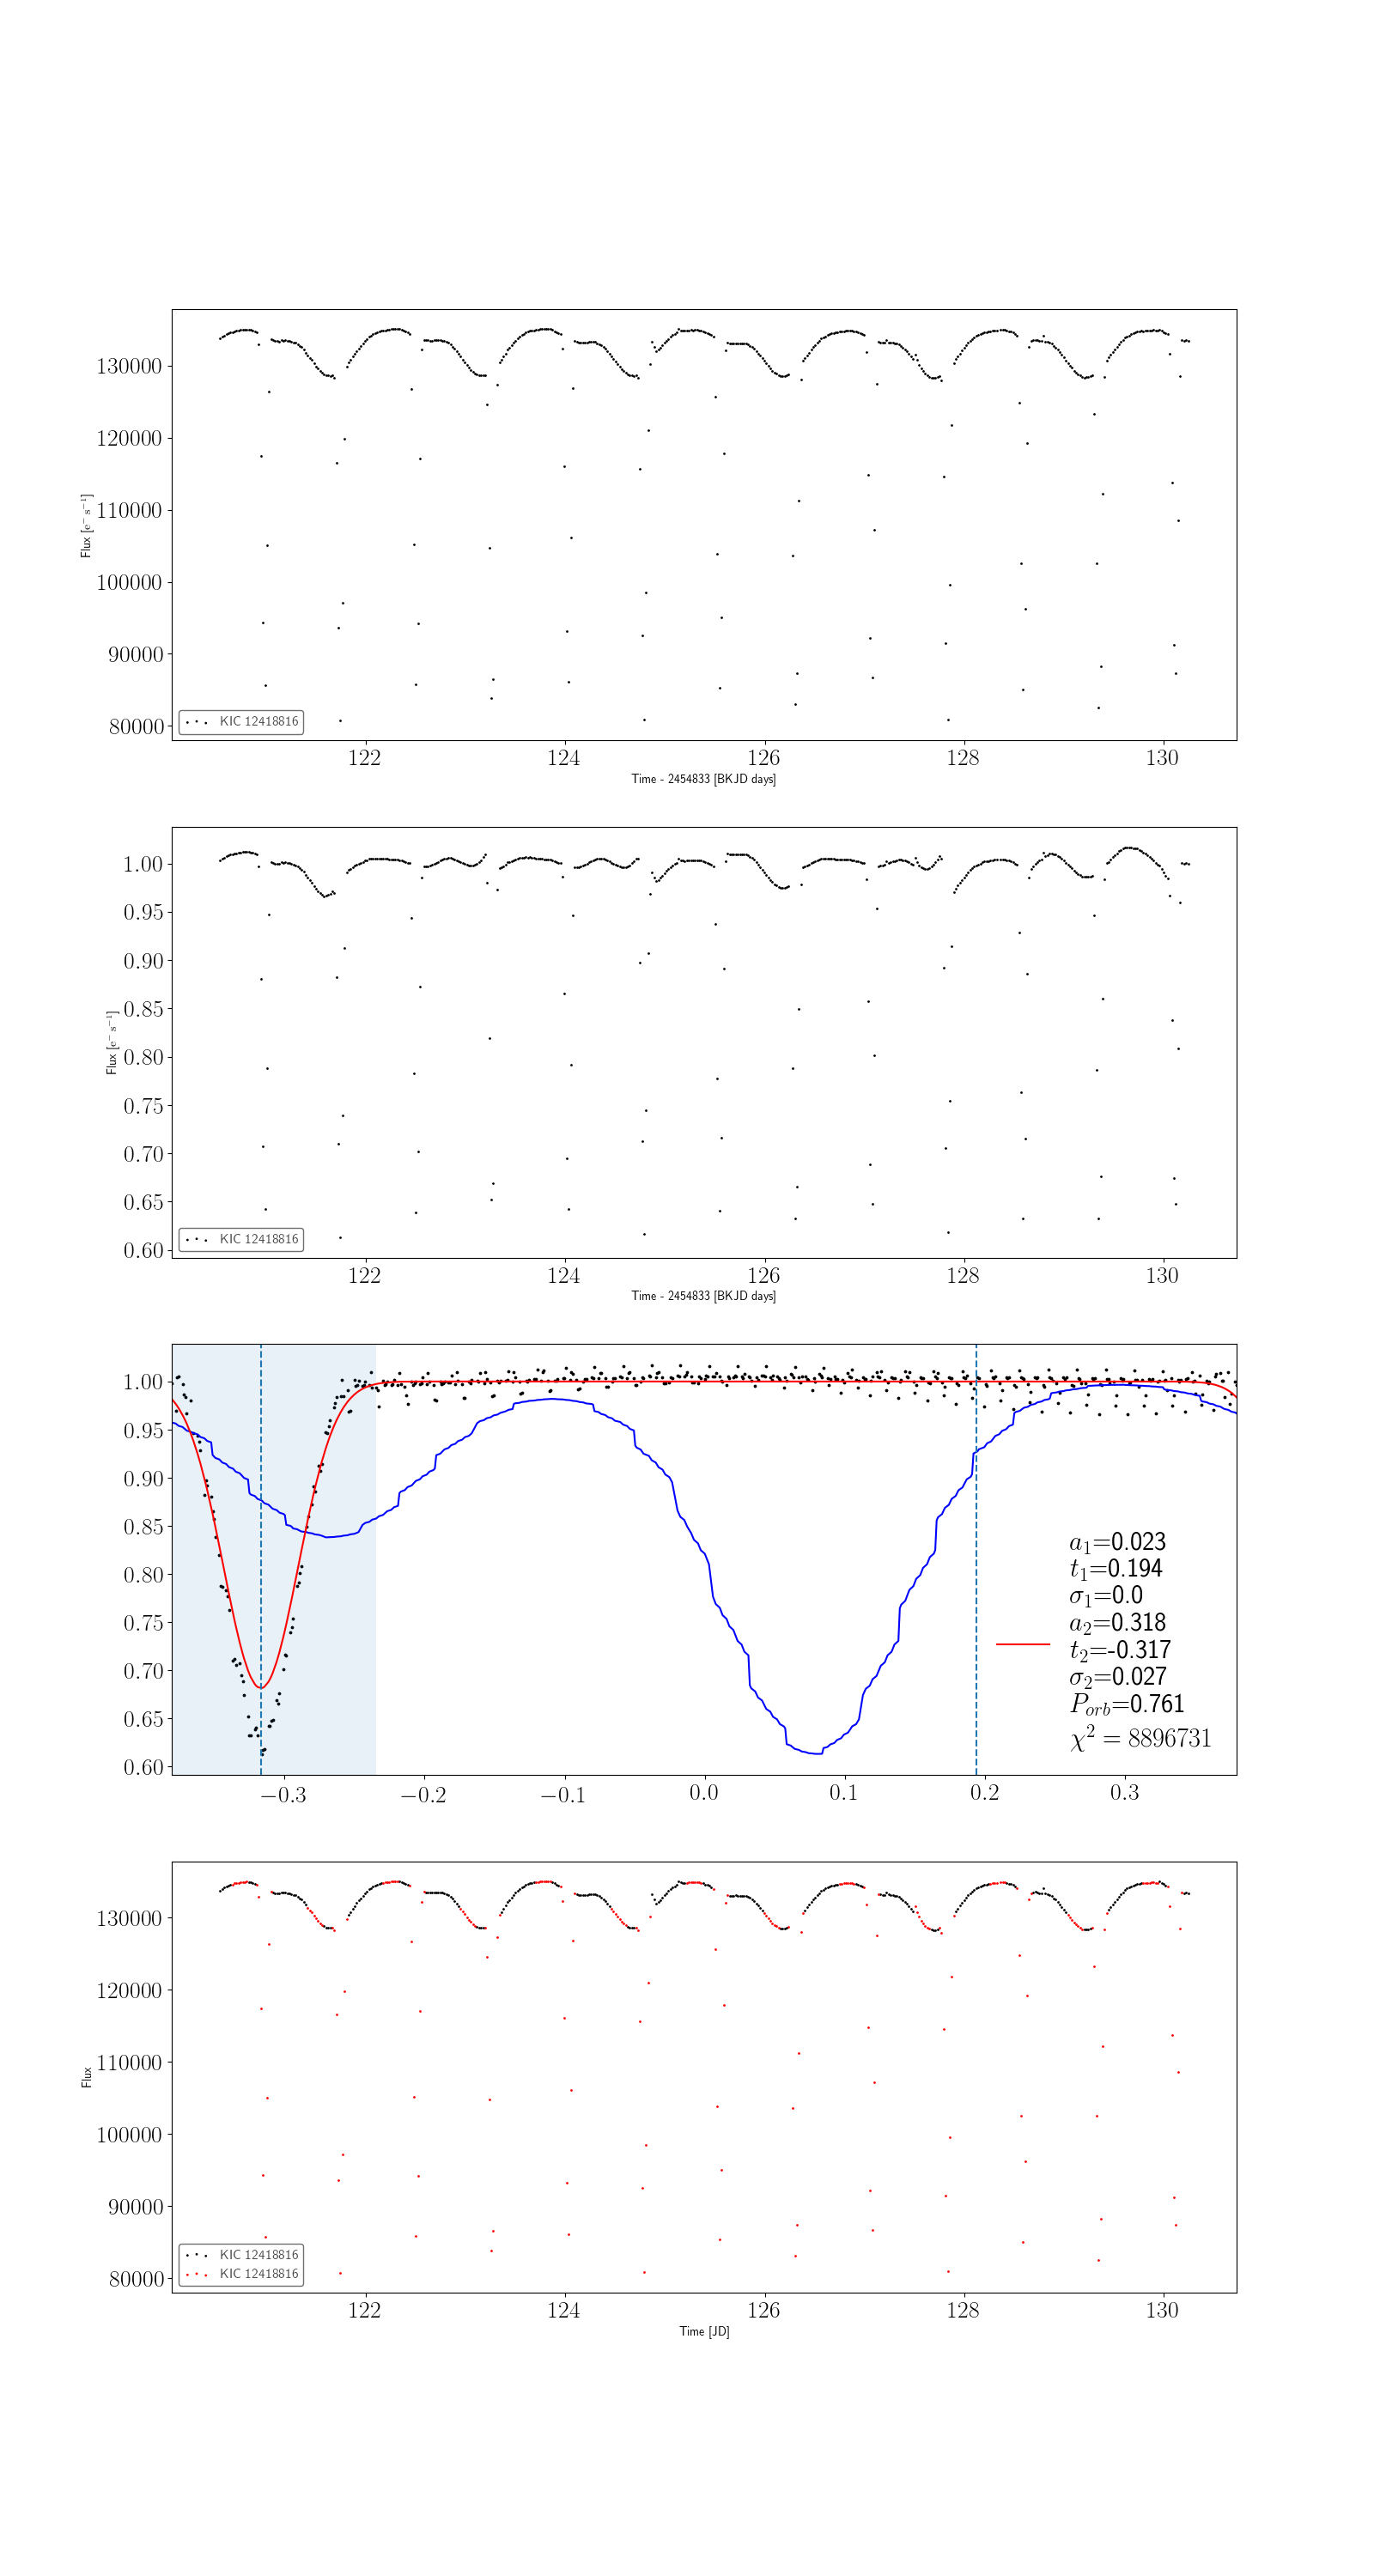 130000
120000
110000
100000
90000
80000
Flux [e⁻ s⁻¹]
KIC 12418816
122 124 126 128 130
Time - 2454833 [BKJD days]
1.00
0.95
0.90
0.85
0.80
0.75
0.70
0.65
0.60
Flux [e⁻ s⁻¹]
KIC 12418816
122 124 126 128 130
Time - 2454833 [BKJD days]
1.00
0.95
0.90
0.85
0.80
0.75
0.70
0.65
0.60
a₁=0.023
t₁=0.194
σ₁=0.0
a₂=0.318
t₂=-0.317
σ₂=0.027
P_orb=0.761
χ² = 8896731
−0.3 −0.2 −0.1 0.0 0.1 0.2 0.3
130000
120000
110000
100000
90000
80000
Flux
KIC 12418816
KIC 12418816
122 124 126 128 130
Time [JD]